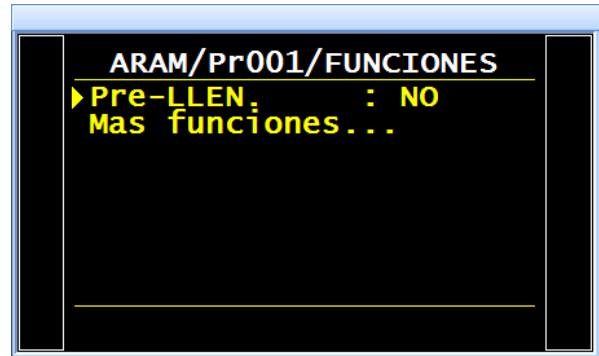 ARAM/Pr001/FUNCIONES
Pre-LLEN. : NO
Mas funciones...